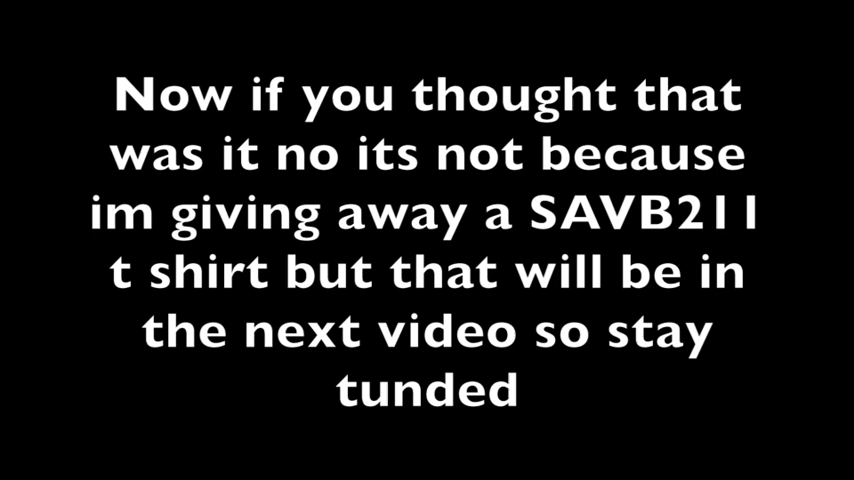 Now if you thought that
was it no its not because
im giving away a SAVB211
t shirt but that will be in
the next video so stay
tunded